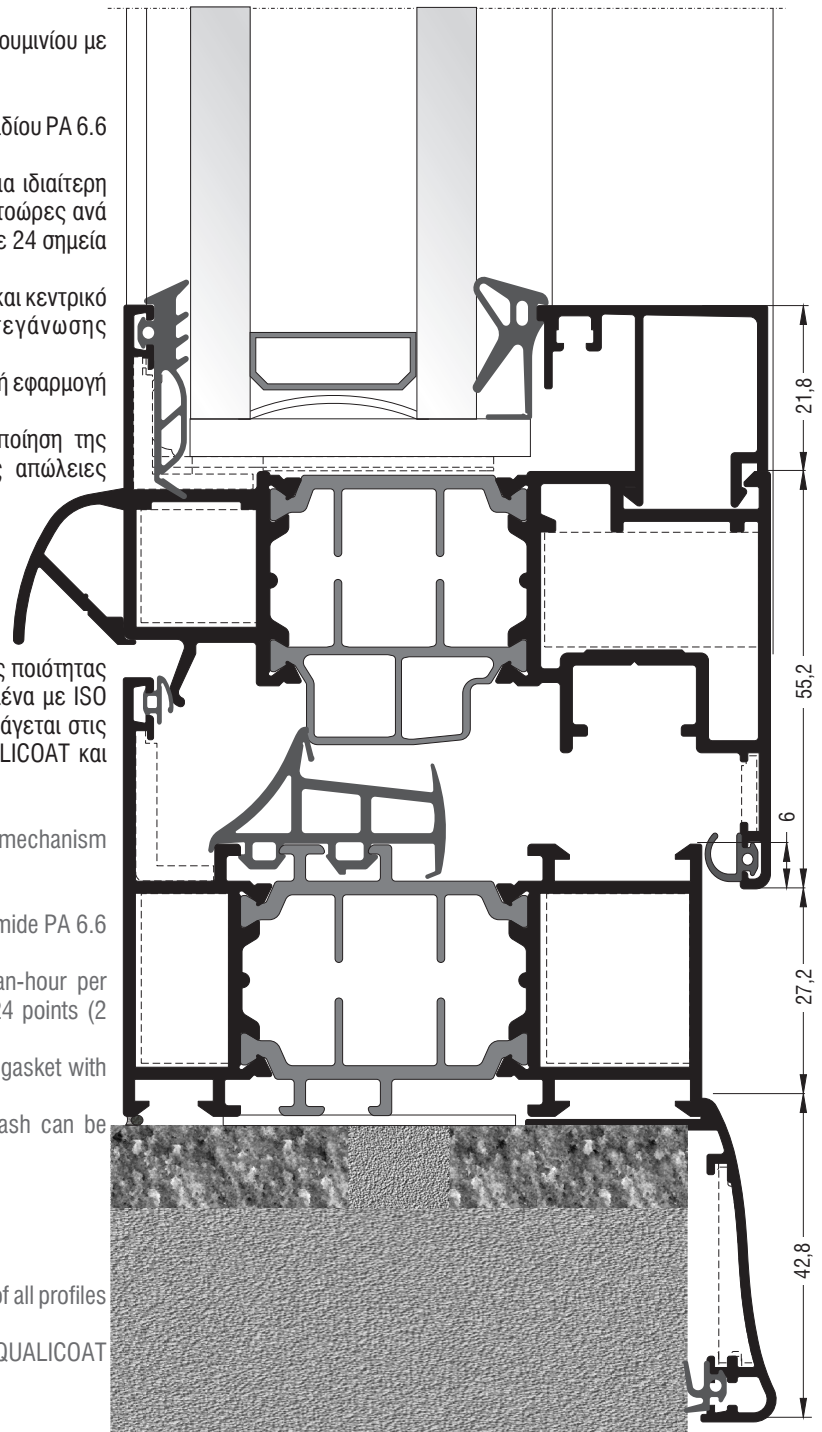 ουμινίου με
δίου PA 6.6
ια ιδιαίτερη
τοώρες ανά
ε 24 σημεία
και κεντρικό
τεγάνωσης
ή εφαρμογή
ποίηση της
ς απώλειες
ς ποιότητας
ένα με ISO
άγεται στις
LICOAT και
mechanism
mide PA 6.6
an-hour per
24 points (2
gasket with
ash can be
of all profiles
QUALICOAT
21,8
55,2
6
27,2
42,8